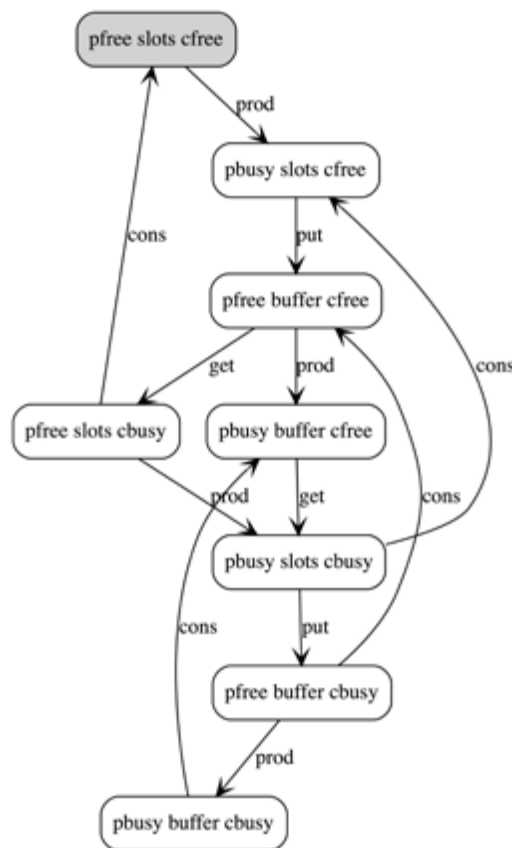 pfree slots cfree
prod
pbusy slots cfree
cons
put
cons
pfree buffer cfree
get
prod
pfree slots cbusy
pbusy buffer cfree
prod
get
cons
pbusy slots cbusy
cons
put
pfree buffer cbusy
prod
pbusy buffer cbusy